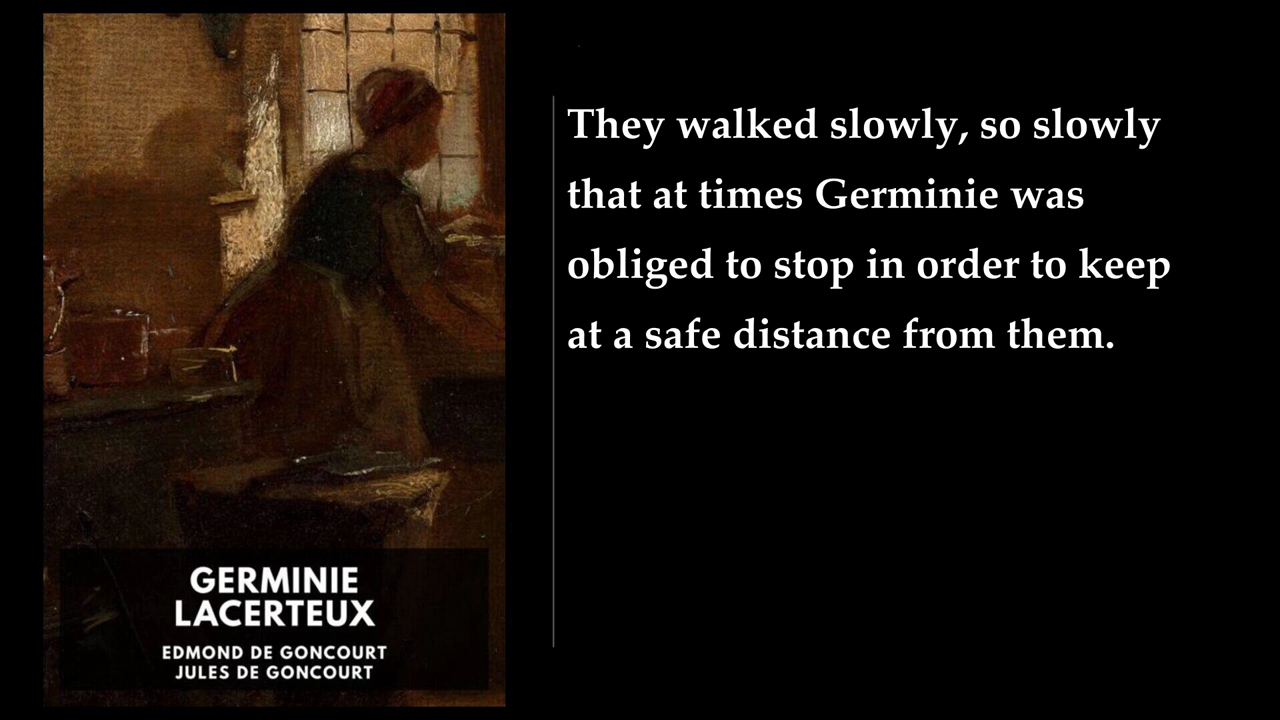 They walked slowly, so slowly
that at times Germinie was
obliged to stop in order to keep
at a safe distance from them.
GERMINIE
LACERTEUX
EDMOND DE GONCOURT
JULES DE GONCOURT